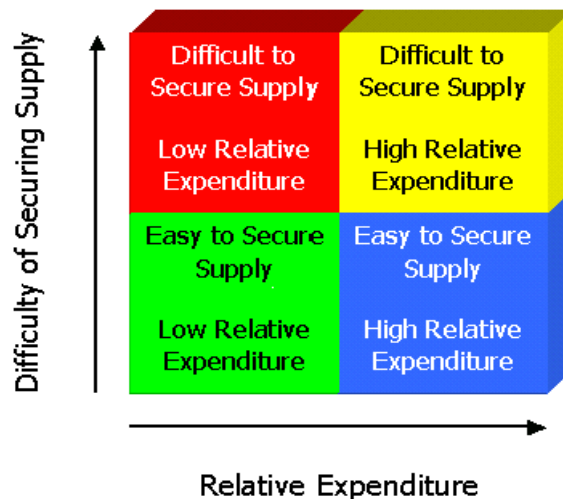 Difficulty of Securing Supply
Difficult to
Secure Supply
Low Relative
Expenditure
Difficult to
Secure Supply
High Relative
Expenditure
Easy to Secure
Supply
Low Relative
Expenditure
Easy to Secure
Supply
High Relative
Expenditure
Relative Expenditure